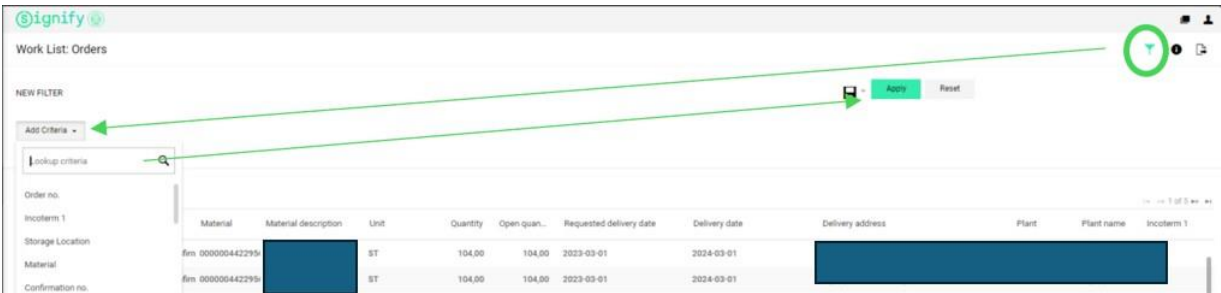 Signify
Work List: Orders
NEW FILTER
Apply Reset
Add Criteria
Lookup criteria
Order no.
Incoterm 1
Storage Location
Material
Confirmation no.
1 of 3
Material Material description Unit Quantity Open quan... Requested delivery date Delivery date Delivery address Plant Plant name Incoterm 1
firm ST 104,00 104,00 2023-03-01 2024-03-01
firm ST 104,00 104,00 2023-03-01 2024-03-01